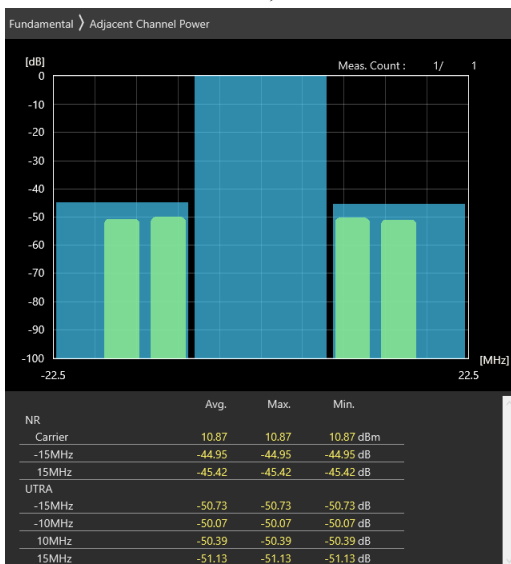 Fundamental 〉 Adjacent Channel Power
[dB]
Meas. Count : 1/ 1
0
-10
-20
-30
-40
-50
-60
-70
-80
-90
-100
[MHz]
-22.5 22.5
Avg. Max. Min.
NR
Carrier 10.87 10.87 10.87 dBm
-15MHz -44.95 -44.95 -44.95 dB
15MHz -45.42 -45.42 -45.42 dB
UTRA
-15MHz -50.73 -50.73 -50.73 dB
-10MHz -50.07 -50.07 -50.07 dB
10MHz -50.39 -50.39 -50.39 dB
15MHz -51.13 -51.13 -51.13 dB